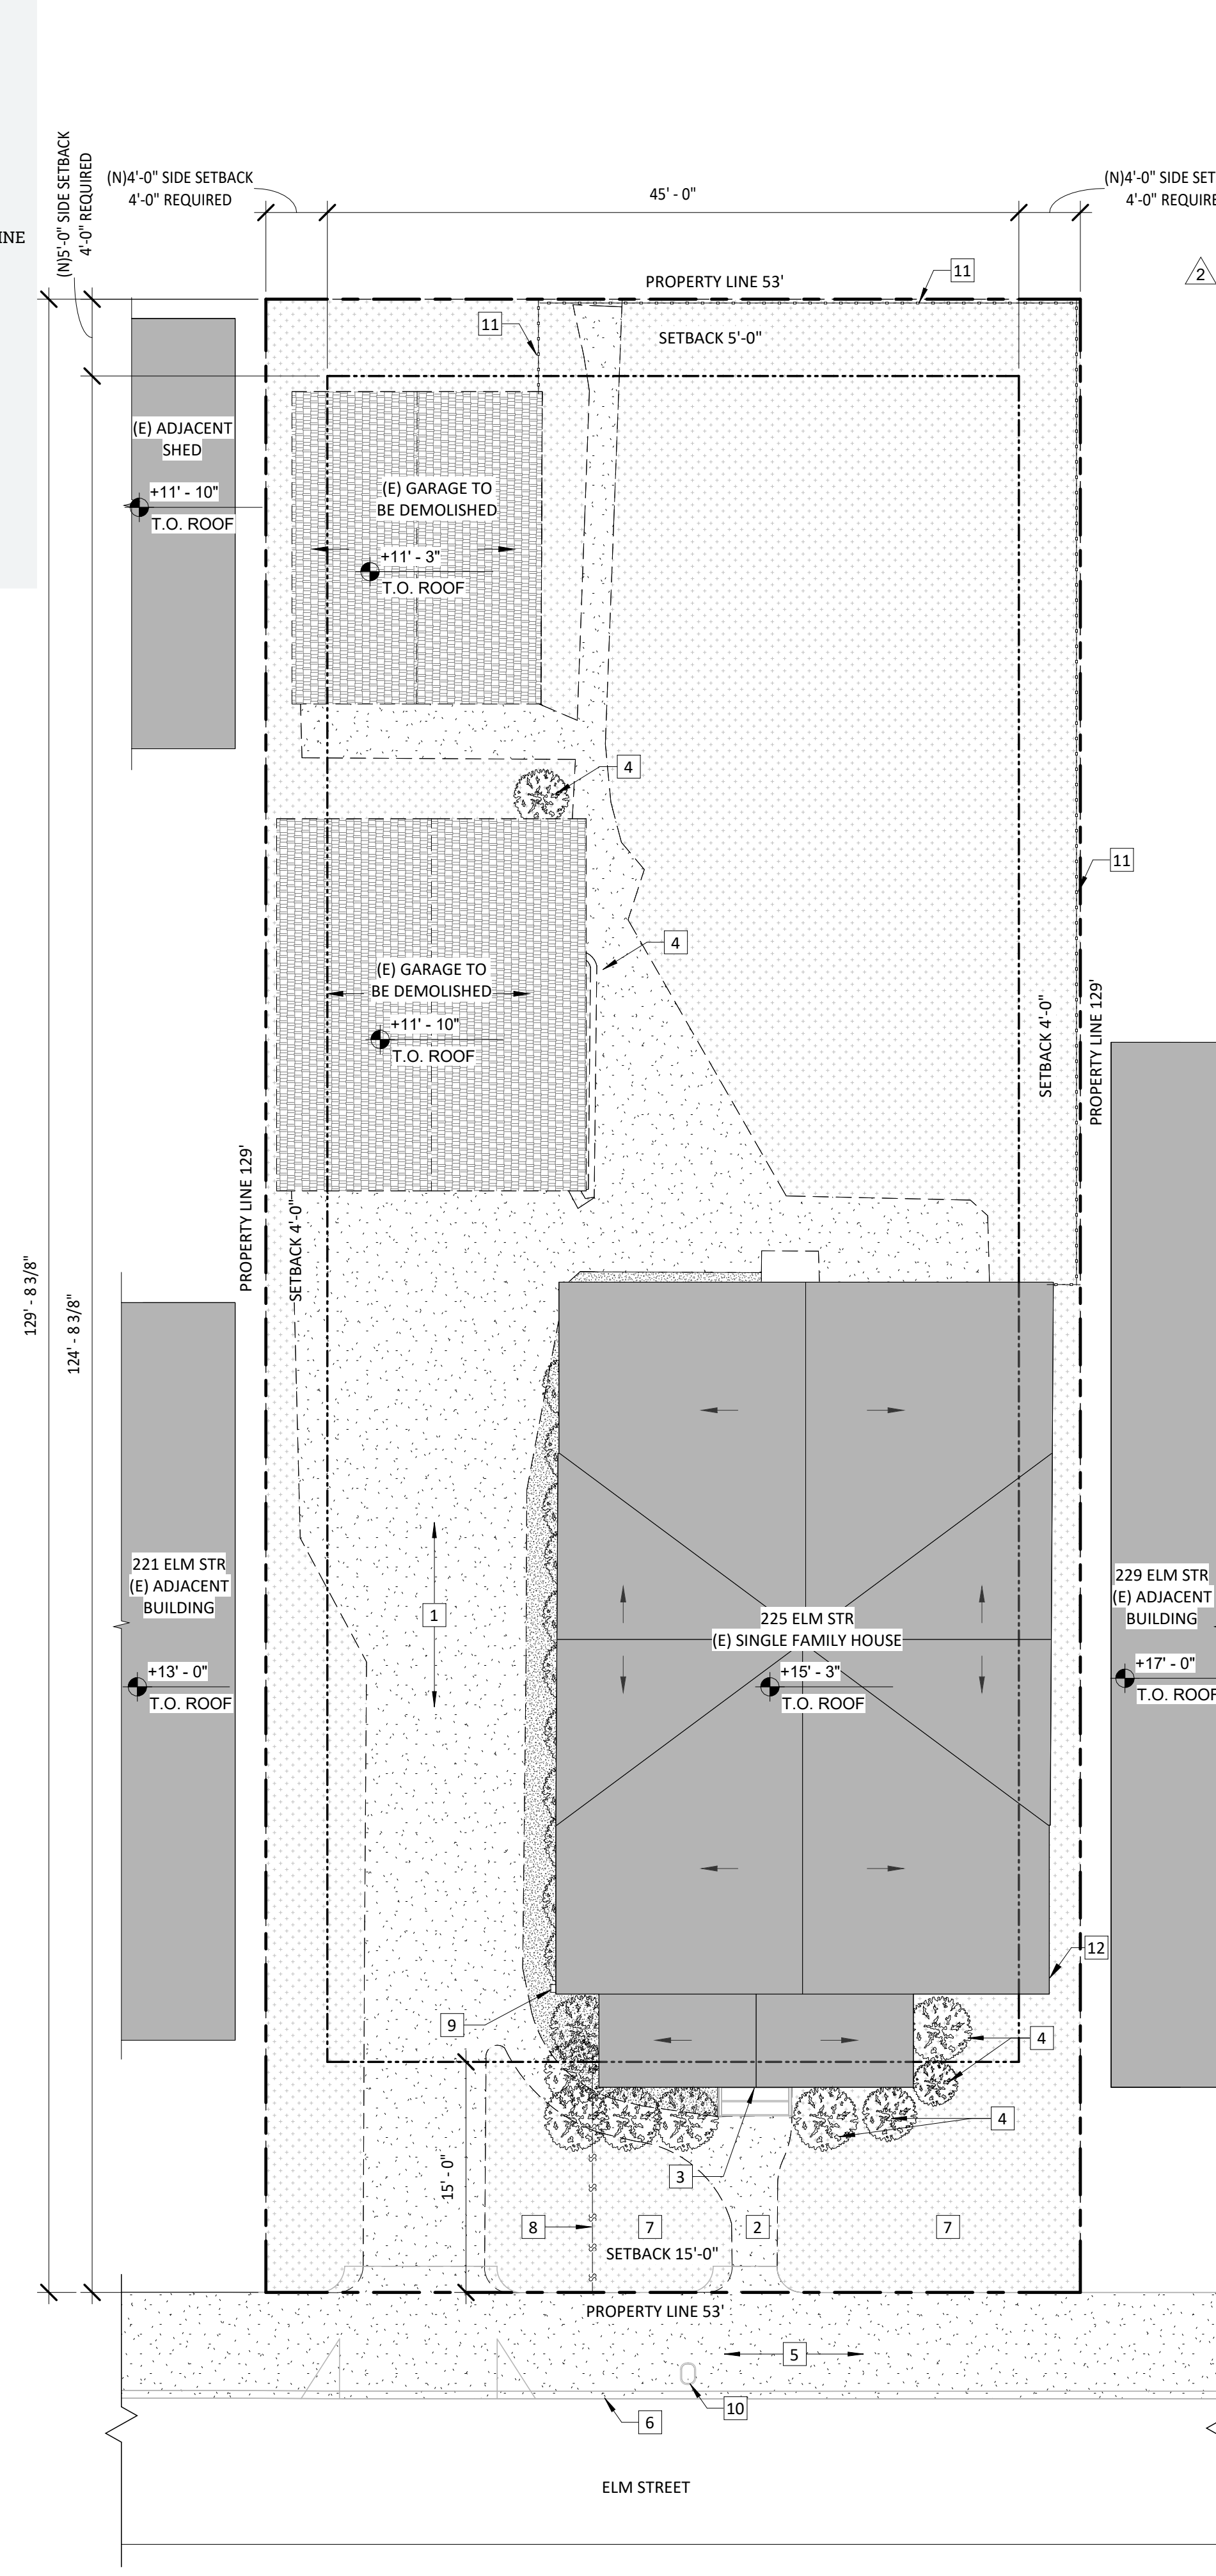 (N)5'-0" SIDE SETBACK
4'-0" REQUIRED
(N)4'-0" SIDE SETBACK
4'-0" REQUIRED
45' - 0"
(N)4'-0" SIDE SET
4'-0" REQUIRE
INE
PROPERTY LINE 53'
11
2
11
SETBACK 5'-0"
(E) ADJACENT
SHED
+11' - 10"
T.O. ROOF
(E) GARAGE TO
BE DEMOLISHED
+11' - 3"
T.O. ROOF
4
11
4
(E) GARAGE TO
BE DEMOLISHED
+11' - 10"
T.O. ROOF
SETBACK 4'-0"
PROPERTY LINE 129'
PROPERTY LINE 129'
SETBACK 4'-0"
129' - 8 3/8"
124' - 8 3/8"
221 ELM STR
(E) ADJACENT
BUILDING
+13' - 0"
T.O. ROOF
1
225 ELM STR
(E) SINGLE FAMILY HOUSE
+15' - 3"
T.O. ROOF
229 ELM STR
(E) ADJACENT
BUILDING
+17' - 0"
T.O. ROOF
12
9
4
4
15' - 0"
3
8
7
2
7
SETBACK 15'-0"
PROPERTY LINE 53'
5
10
6
ELM STREET